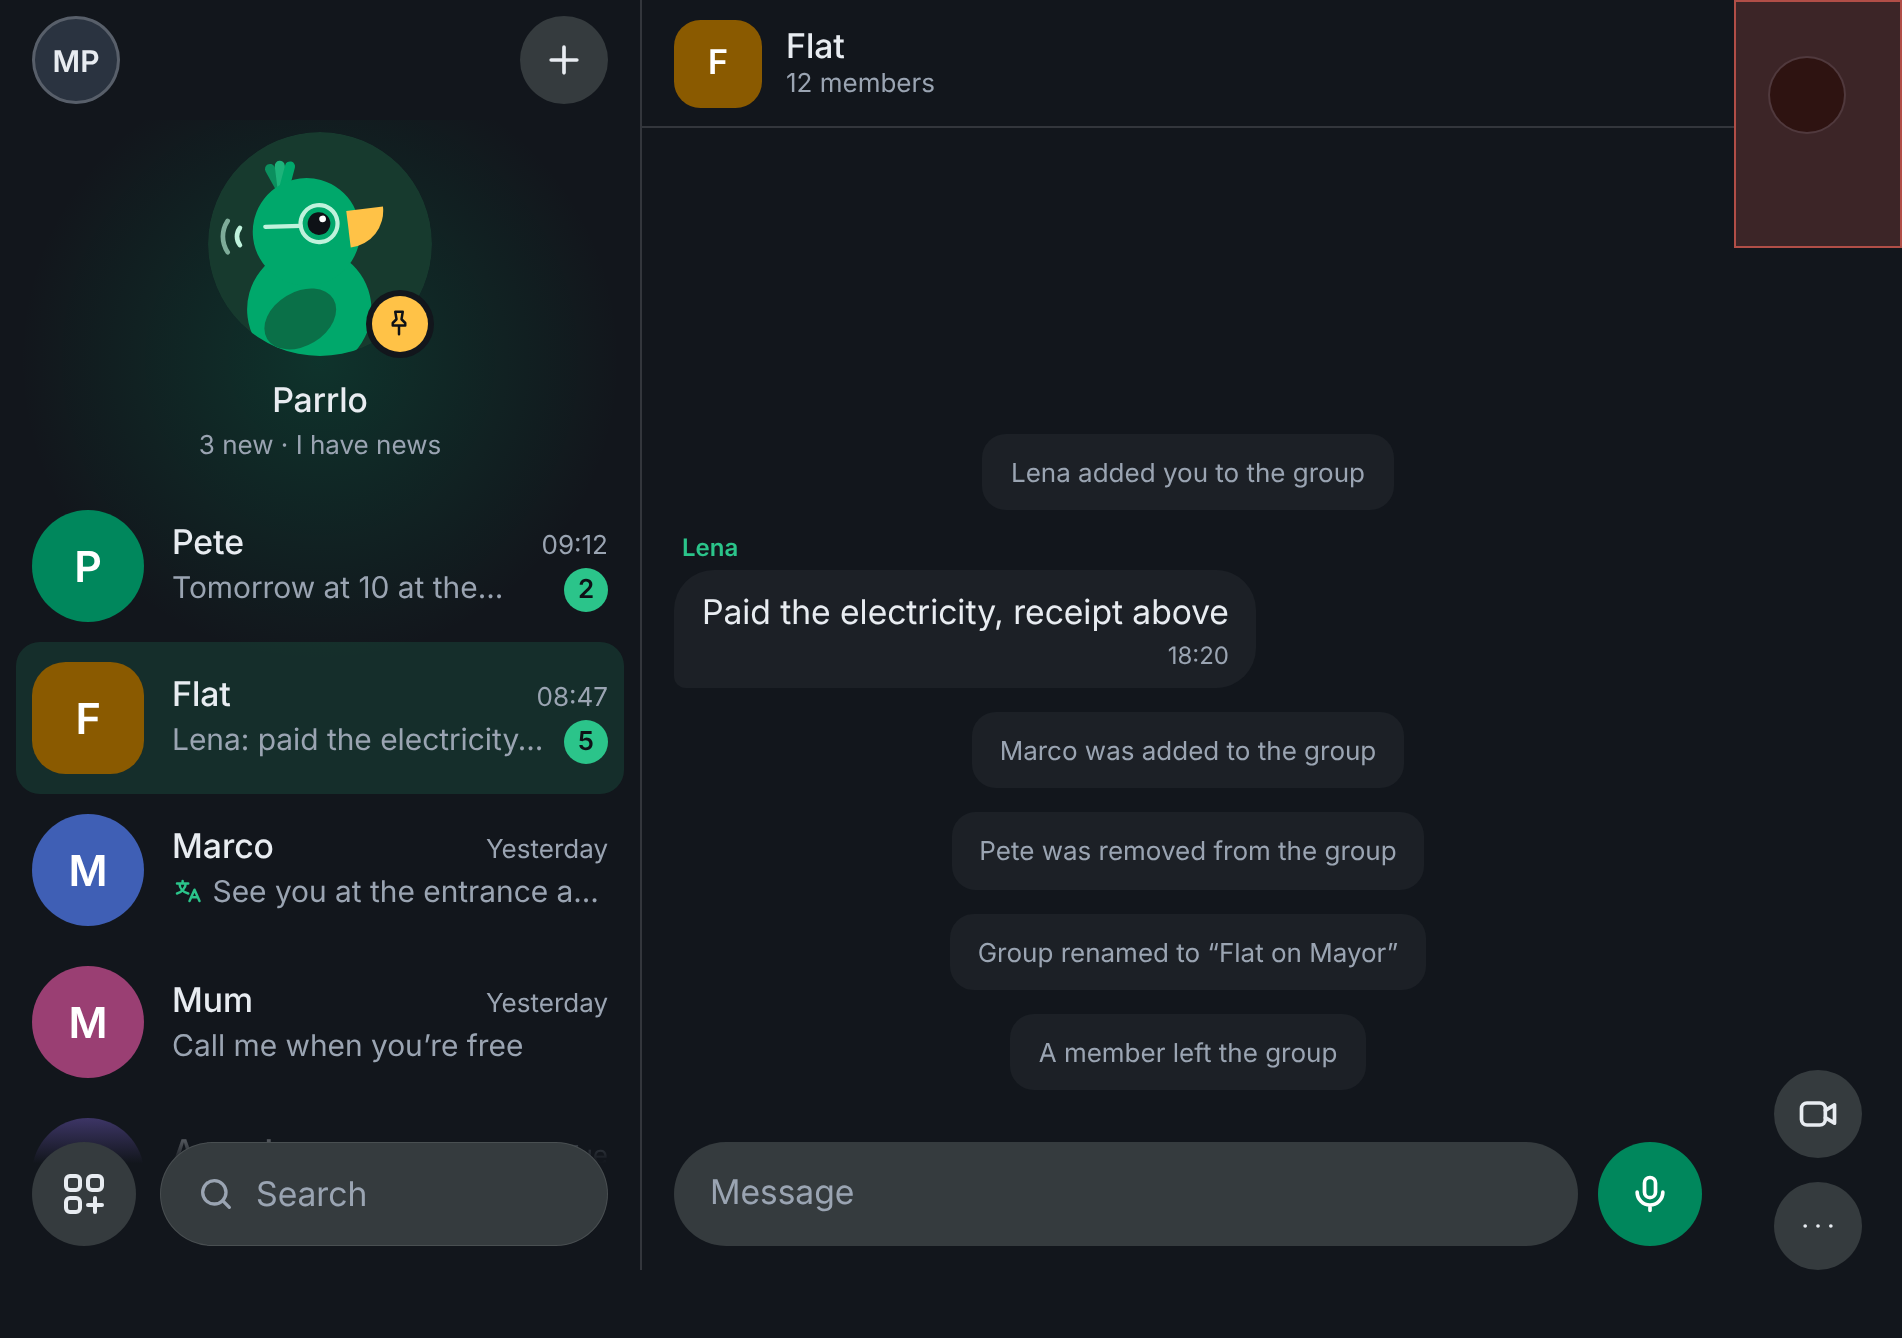 MP
Parrlo
3 new · I have news
P
Pete
09:12
Tomorrow at 10 at the...
2
F
Flat
08:47
Lena: paid the electricity...
5
M
Marco
Yesterday
See you at the entrance a...
M
Mum
Yesterday
Call me when you’re free
Search
F
Flat
12 members
Lena added you to the group
Lena
Paid the electricity, receipt above
18:20
Marco was added to the group
Pete was removed from the group
Group renamed to “Flat on Mayor”
A member left the group
Message